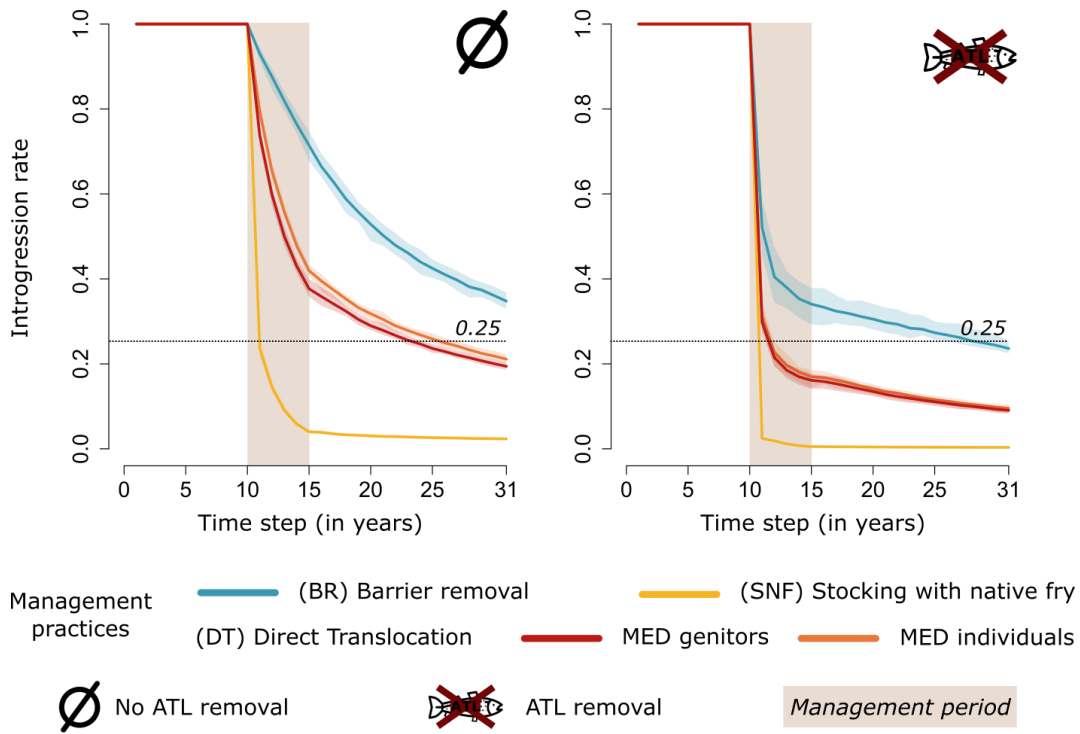 Introgression rate
1.0
0.8
0.6
0.4
0.2
0.0
0.25
0 5 10 15 20 25 31
Time step (in years)
ATL
1.0
0.8
0.6
0.4
0.2
0.0
0.25
0 5 10 15 20 25 31
Time step (in years)
Management
practices
(BR) Barrier removal
(SNF) Stocking with native fry
(DT) Direct Translocation
MED genitors
MED individuals
No ATL removal
ATL
ATL removal
Management period